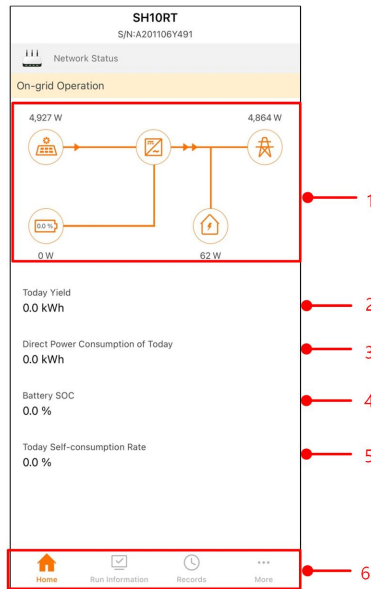 SH10RT
S/N:A201106Y491
Network Status
On-grid Operation
4,927 W
4,864 W
1
0.0 %
0 W
62 W
Today Yield
0.0 kWh
2
Direct Power Consumption of Today
0.0 kWh
3
Battery SOC
0.0 %
4
Today Self-consumption Rate
0.0 %
5
Home
Run Information
Records
More
6